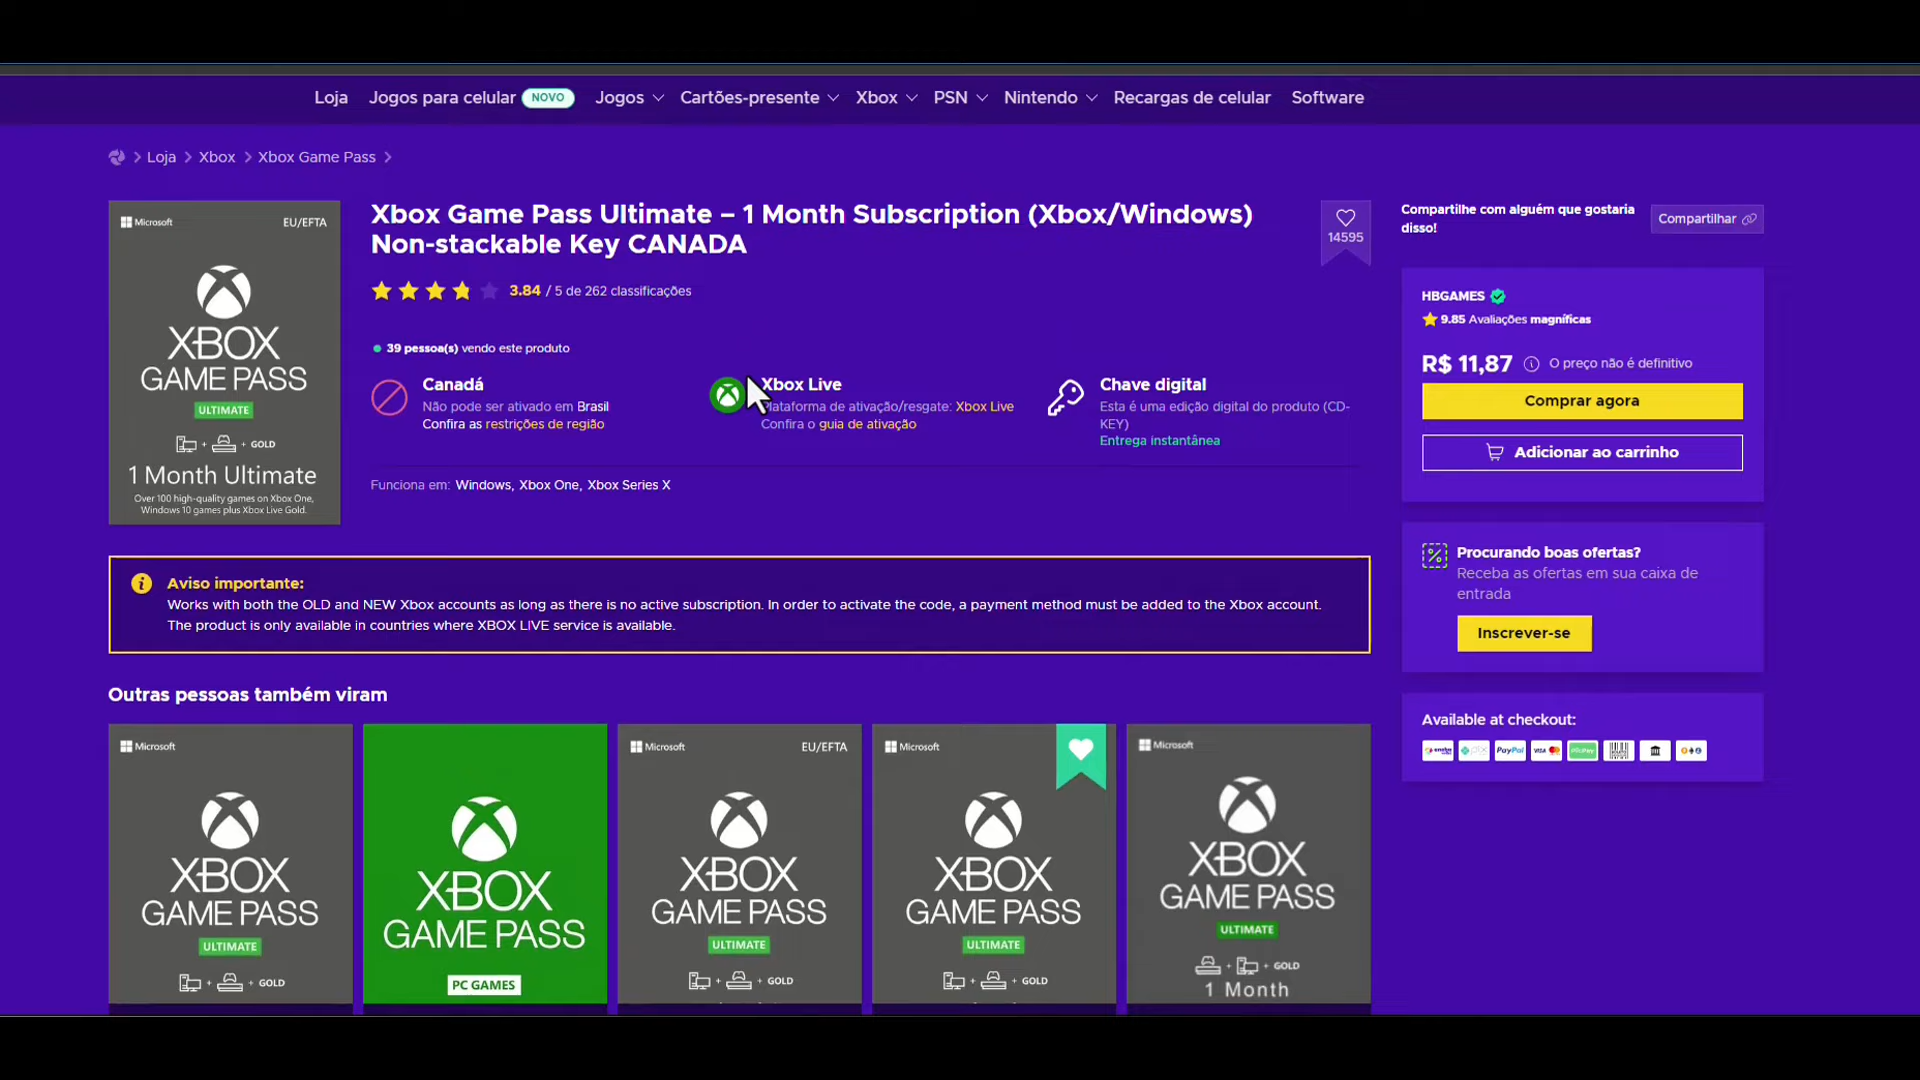 Loja Jogos para celular NOVO Jogos Cartões-presente Xbox PSN Nintendo Recargas de celular Software
Loja Xbox Xbox Game Pass
Microsoft EU/EFTA
XBOX
GAME PASS
ULTIMATE
+ + GOLD
1 Month Ultimate
Over 100 high-quality games on Xbox One,
Windows 10 games plus Xbox Live Gold.
Xbox Game Pass Ultimate – 1 Month Subscription (Xbox/Windows)
Non-stackable Key CANADA
3.84 / 5 de 262 classificações
14595
39 pessoa(s) vendo este produto
Canadá
Não pode ser ativado em Brasil
Confira as restrições de região
Xbox Live
Plataforma de ativação/resgate: Xbox Live
Confira o guia de ativação
Chave digital
Esta é uma edição digital do produto (CD-
KEY)
Entrega instantânea
Funciona em: Windows, Xbox One, Xbox Series X
Compartilhe com alguém que gostaria
disso!
Compartilhar
HBGAMES
9.85 Avaliações magníficas
R$ 11,87 O preço não é definitivo
Comprar agora
Adicionar ao carrinho
Procurando boas ofertas?
Receba as ofertas em sua caixa de
entrada
Inscrever-se
Available at checkout:
PayPal VISA
Aviso importante:
Works with both the OLD and NEW Xbox accounts as long as there is no active subscription. In order to activate the code, a payment method must be added to the Xbox account.
The product is only available in countries where XBOX LIVE service is available.
Outras pessoas também viram
Microsoft
XBOX
GAME PASS
ULTIMATE
+ + GOLD
XBOX
GAME PASS
PC GAMES
Microsoft EU/EFTA
XBOX
GAME PASS
ULTIMATE
+ + GOLD
Microsoft
XBOX
GAME PASS
ULTIMATE
+ + GOLD
Microsoft
XBOX
GAME PASS
ULTIMATE
+ + GOLD
1 Month